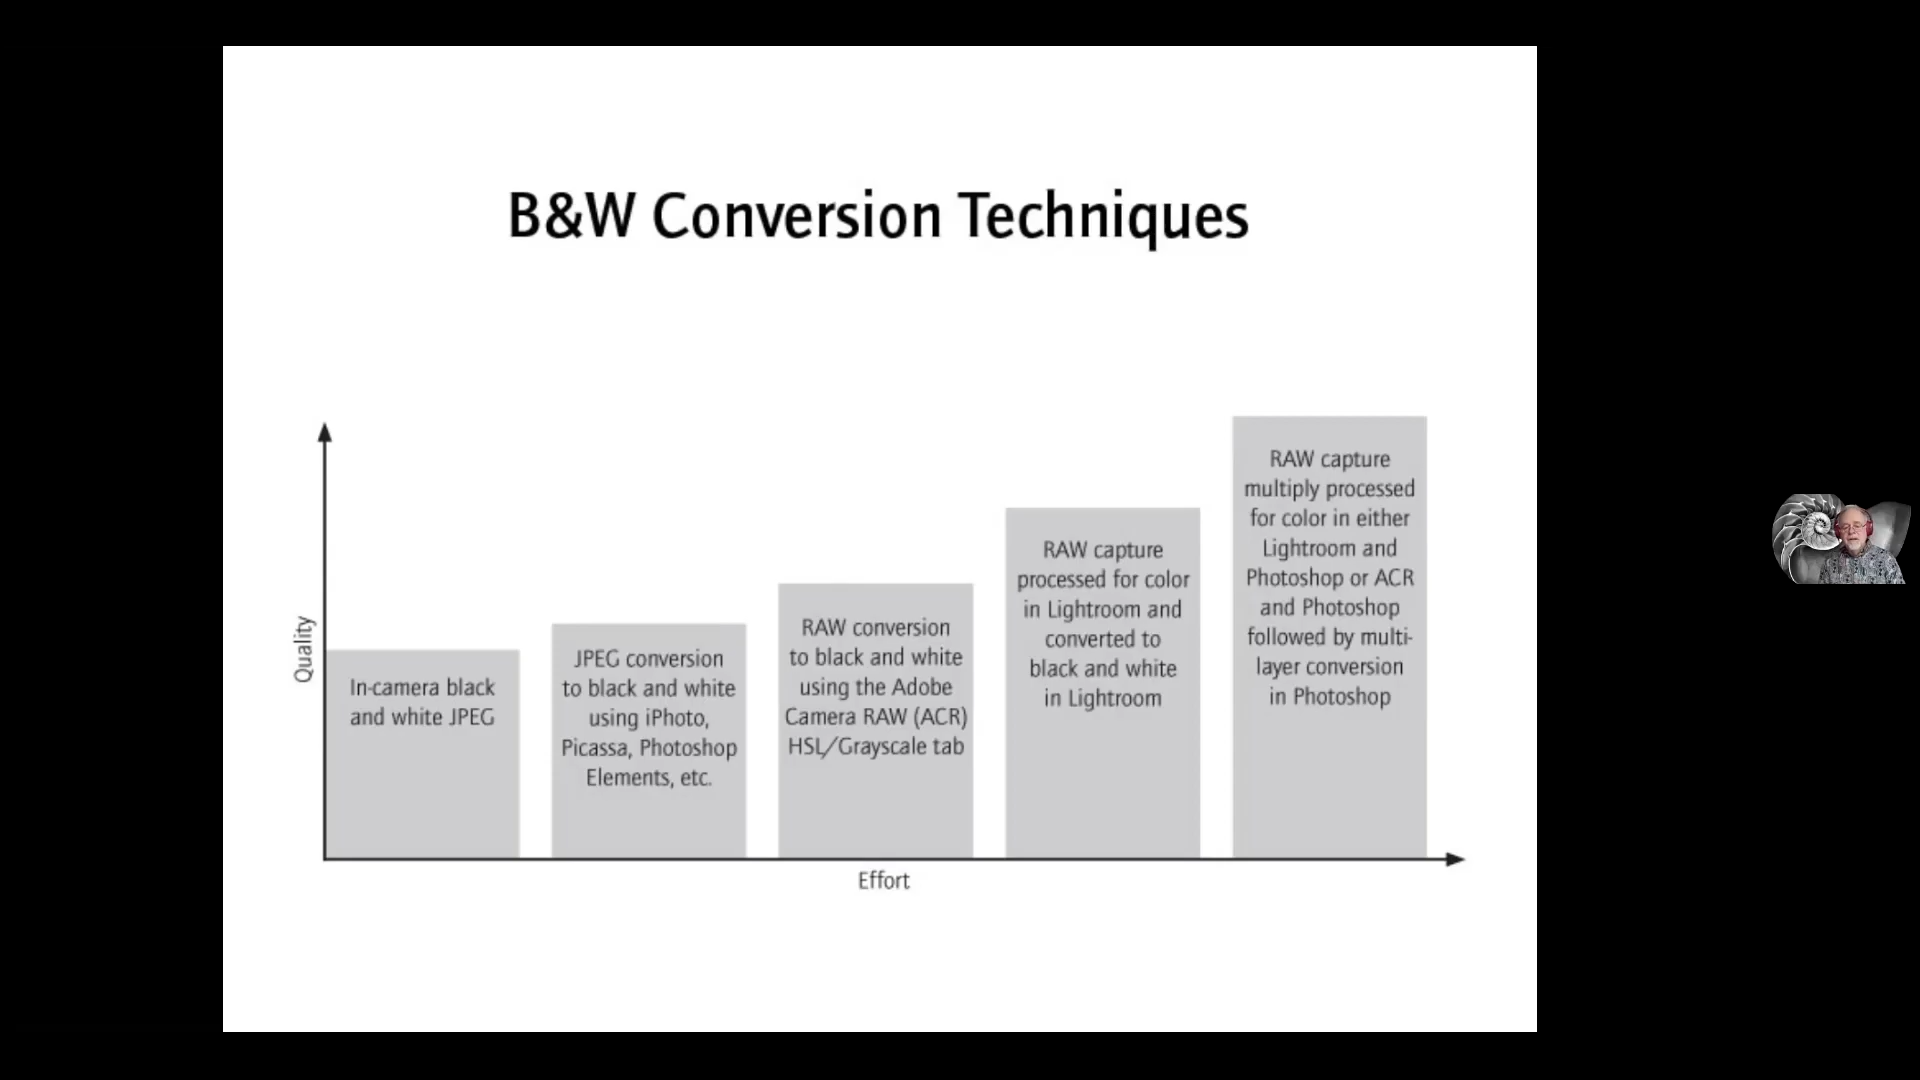 B&W Conversion Techniques
Quality
In-camera black
and white JPEG
JPEG conversion
to black and white
using iPhoto,
Picassa, Photoshop
Elements, etc.
RAW conversion
to black and white
using the Adobe
Camera RAW (ACR)
HSL/Grayscale tab
RAW capture
processed for color
in Lightroom and
converted to
black and white
in Lightroom
RAW capture
multiply processed
for color in either
Lightroom and
Photoshop or ACR
and Photoshop
followed by multi-
layer conversion
in Photoshop
Effort